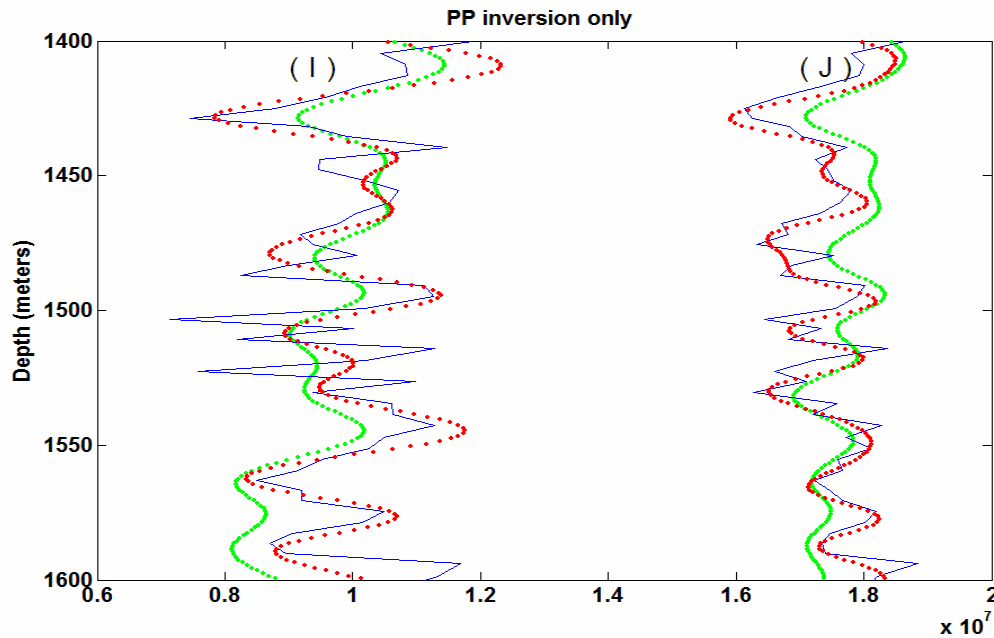 PP inversion only
( I )
( J )
1400
1450
1500
1550
1600
Depth (meters)
0.6 0.8 1 1.2 1.4 1.6 1.8 2
x 10^7